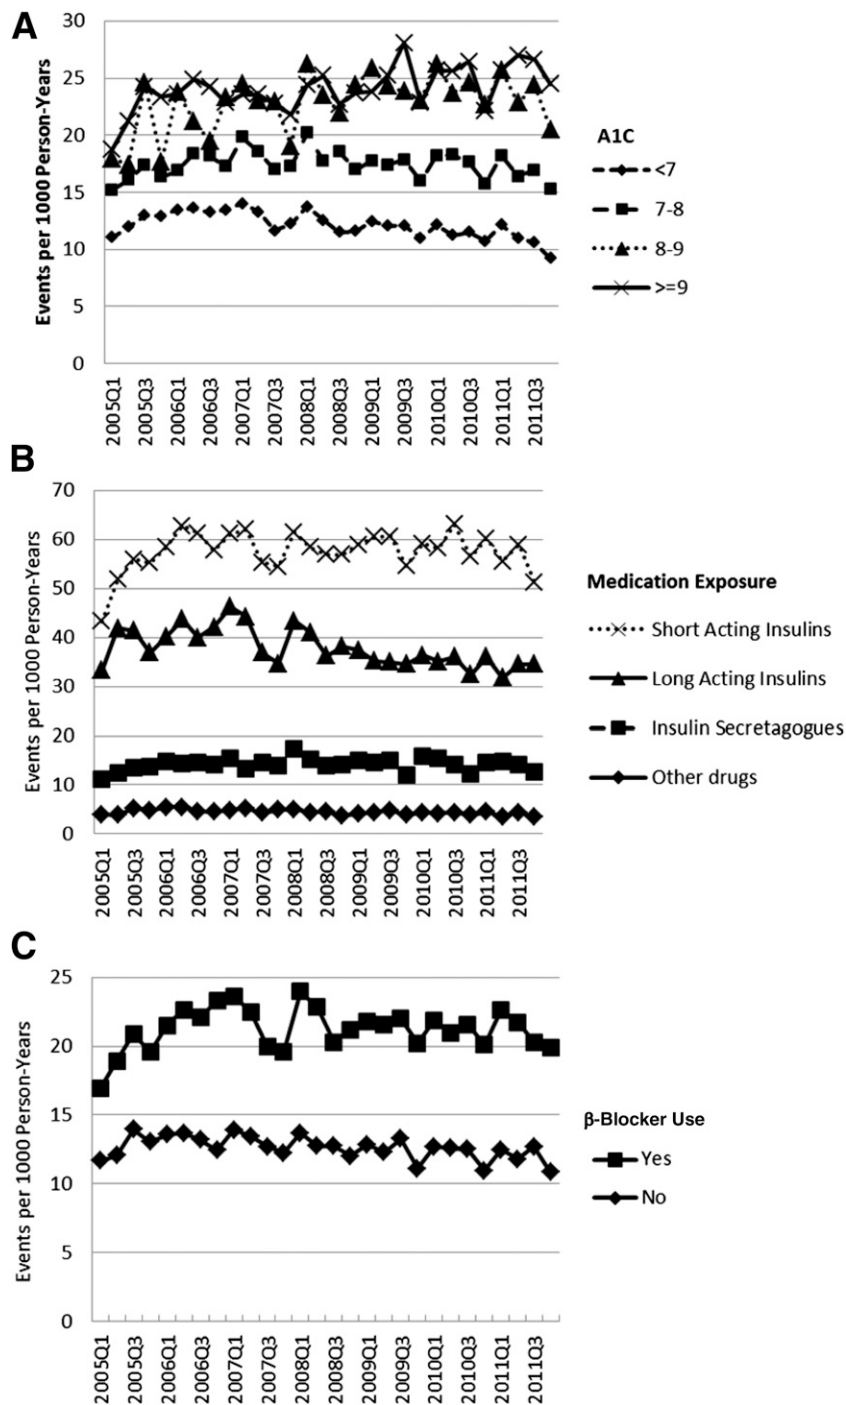 A
30
25
20
15
10
5
0
Events per 1000 Person-Years
2005Q1
2005Q3
2006Q1
2006Q3
2007Q1
2007Q3
2008Q1
2008Q3
2009Q1
2009Q3
2010Q1
2010Q3
2011Q1
2011Q3
A1C
<7
7-8
8-9
>=9
B
70
60
50
40
30
20
10
0
Events per 1000 Person-Years
2005Q1
2005Q3
2006Q1
2006Q3
2007Q1
2007Q3
2008Q1
2008Q3
2009Q1
2009Q3
2010Q1
2010Q3
2011Q1
2011Q3
Medication Exposure
Short Acting Insulins
Long Acting Insulins
Insulin Secretagogues
Other drugs
C
25
20
15
10
5
0
Events per 1000 Person-Years
2005Q1
2005Q3
2006Q1
2006Q3
2007Q1
2007Q3
2008Q1
2008Q3
2009Q1
2009Q3
2010Q1
2010Q3
2011Q1
2011Q3
β-Blocker Use
Yes
No